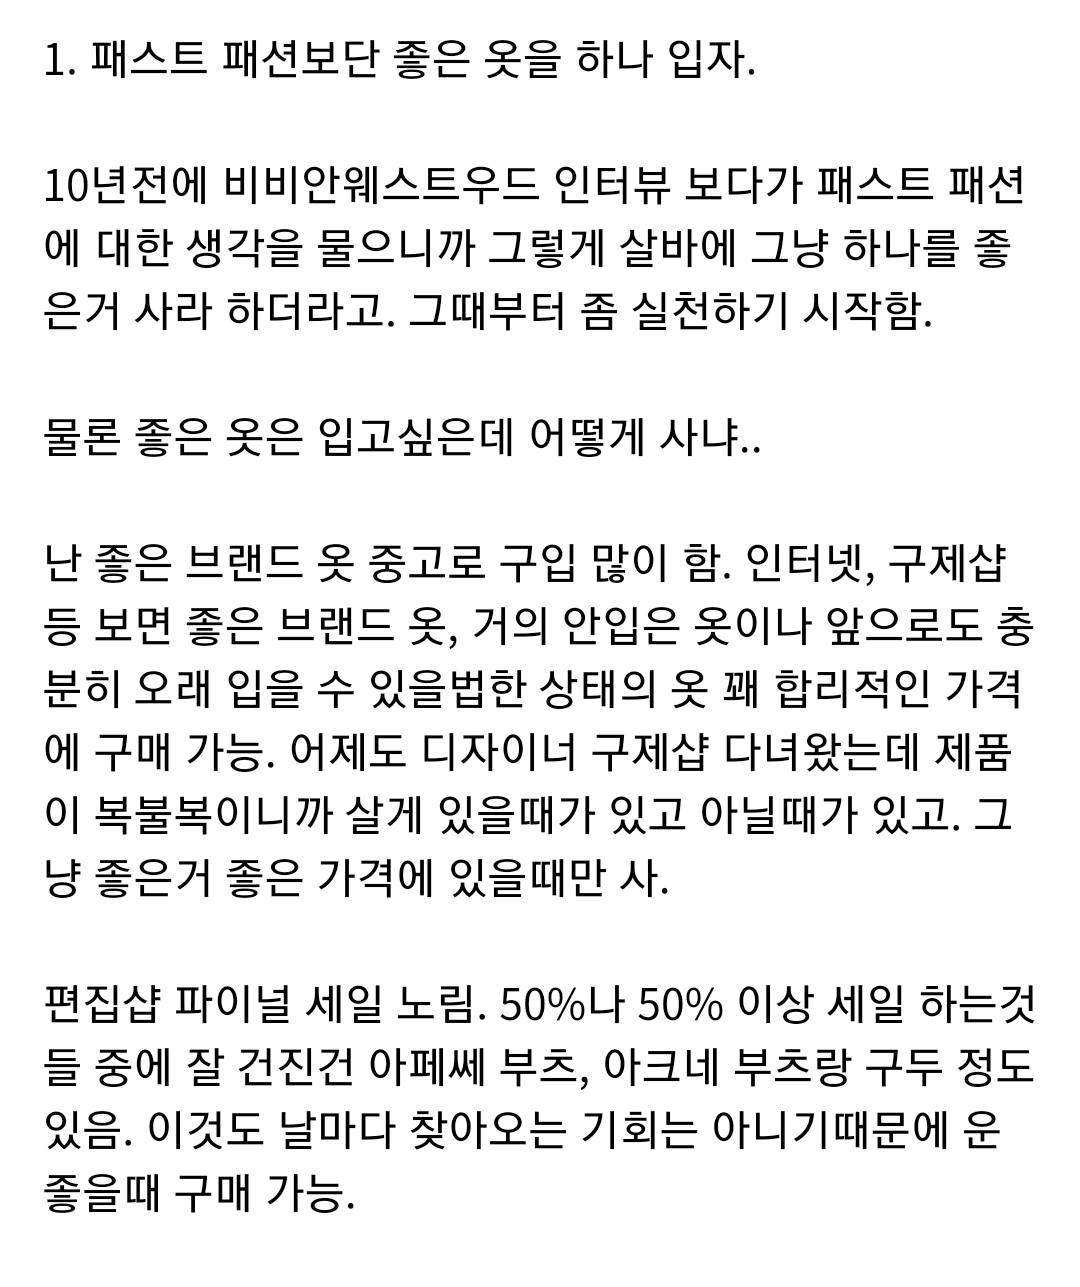 1. 패스트 패션보단 좋은 옷을 하나 입자.
10년전에 비비안웨스트우드 인터뷰 보다가 패스트 패션
에 대한 생각을 물으니까 그렇게 살바에 그냥 하나를 좋
은거 사라 하더라고. 그때부터 좀 실천하기 시작함.
물론 좋은 옷은 입고싶은데 어떻게 사냐..
난 좋은 브랜드 옷 중고로 구입 많이 함. 인터넷, 구제샵
등 보면 좋은 브랜드 옷, 거의 안입은 옷이나 앞으로도 충
분히 오래 입을 수 있을법한 상태의 옷 꽤 합리적인 가격
에 구매 가능. 어제도 디자이너 구제샵 다녀왔는데 제품
이 복불복이니까 살게 있을때가 있고 아닐때가 있고. 그
냥 좋은거 좋은 가격에 있을때만 사.
편집샵 파이널 세일 노림. 50%나 50% 이상 세일 하는것
들 중에 잘 건진건 아페쎄 부츠, 아크네 부츠랑 구두 정도
있음. 이것도 날마다 찾아오는 기회는 아니기때문에 운
좋을때 구매 가능.